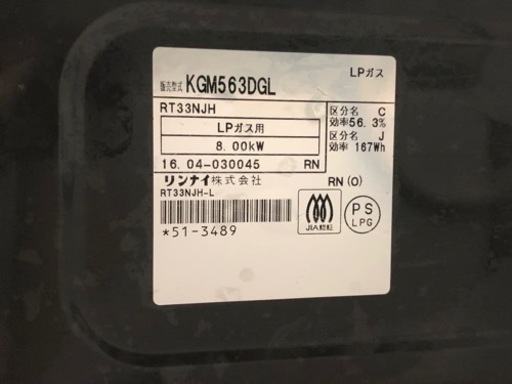 販売型式 KGM563DGL LPガス
RT33NJH
LPガス用
8.00kW
16.04-030045 RN
区分名 C
効率56.3%
区分名 J
効率 167Wh
リンナイ株式会社 RN(O)
RT33NJH-L
*51-3489
JIA認証
PS
LPG